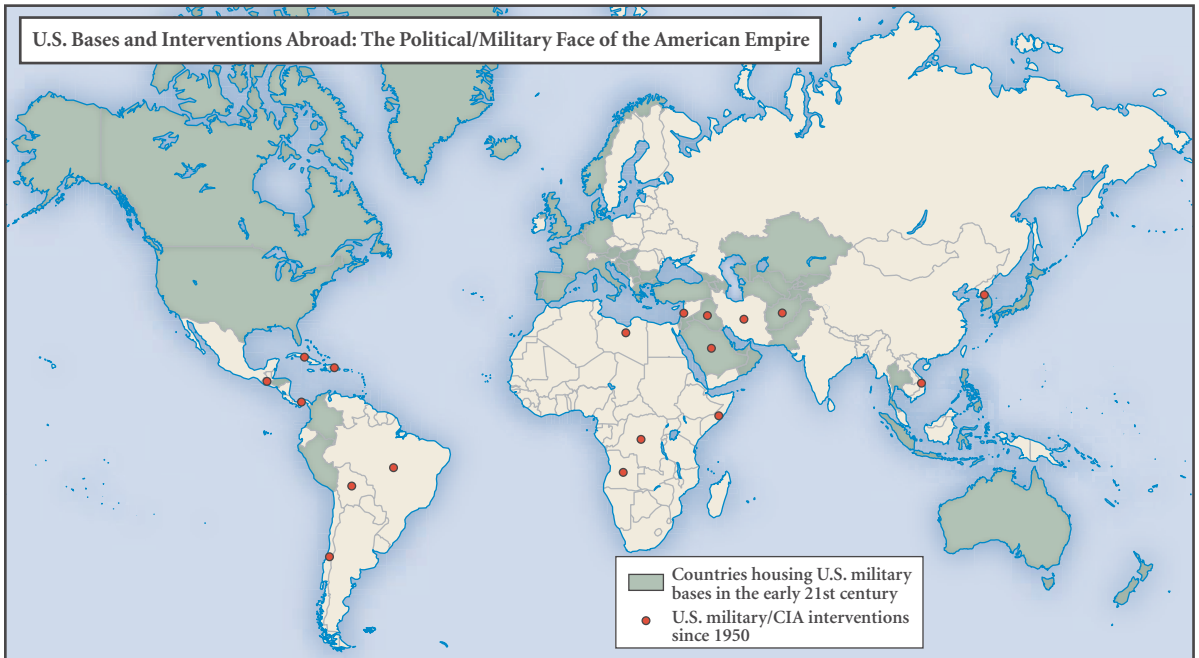 U.S. Bases and Interventions Abroad: The Political/Military Face of the American Empire
Countries housing U.S. military
bases in the early 21st century
U.S. military/CIA interventions
since 1950